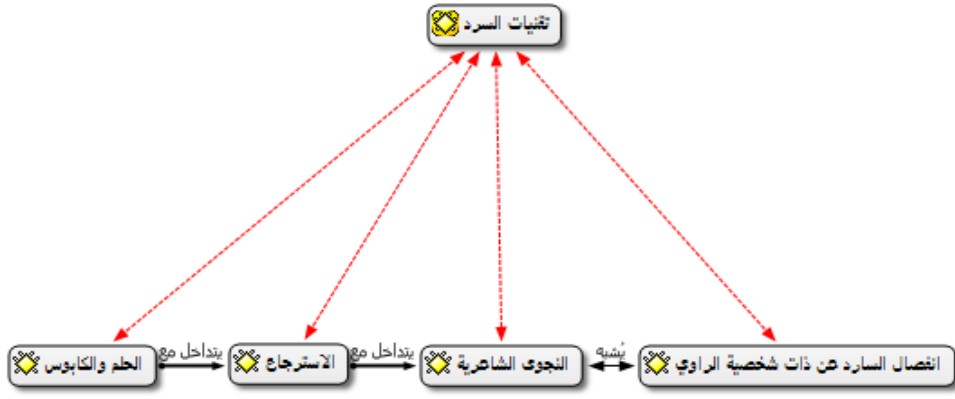 تقنيات السرد
انفصال السارد عن ذات شخصية الراوي
يُشبه
النجوى الشاعرية
يتداخل مع
الاسترجاع
يتداخل مع
الحلم والكابوس